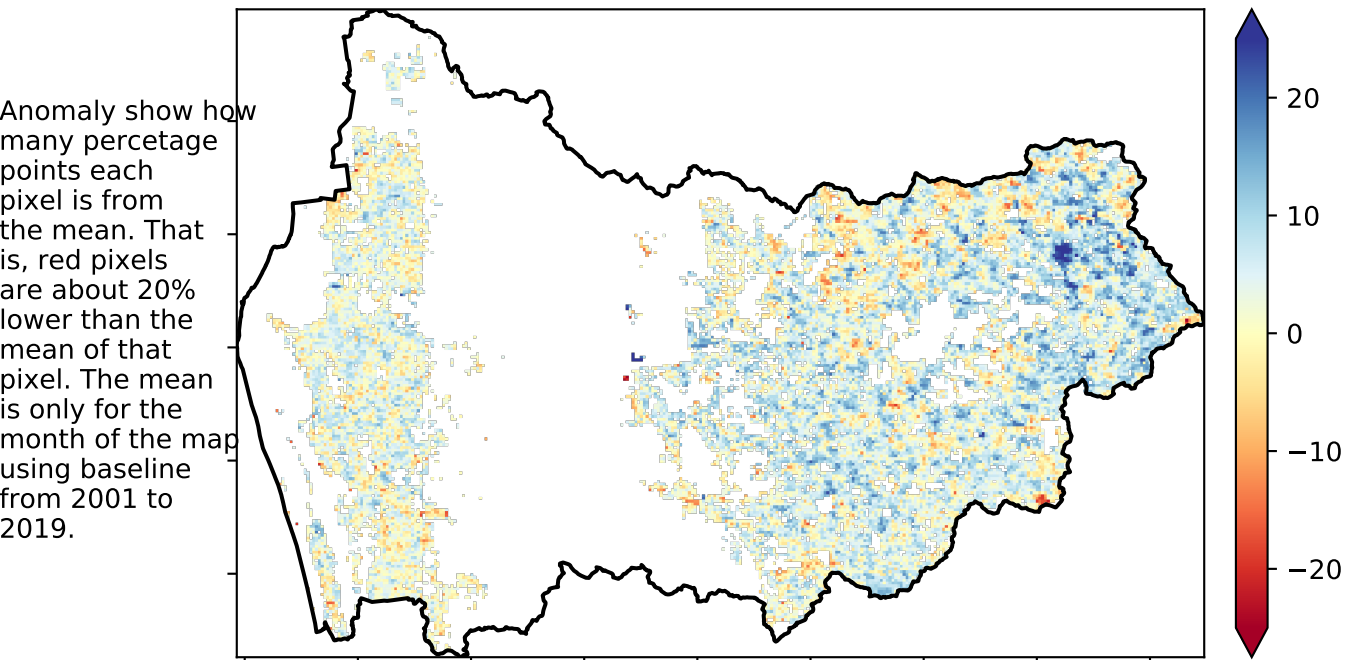 Anomaly show how
many percetage
points each
pixel is from
the mean. That
is, red pixels
are about 20%
lower than the
mean of that
pixel. The mean
is only for the
month of the map
using baseline
from 2001 to
2019.
20
10
0
−10
−20